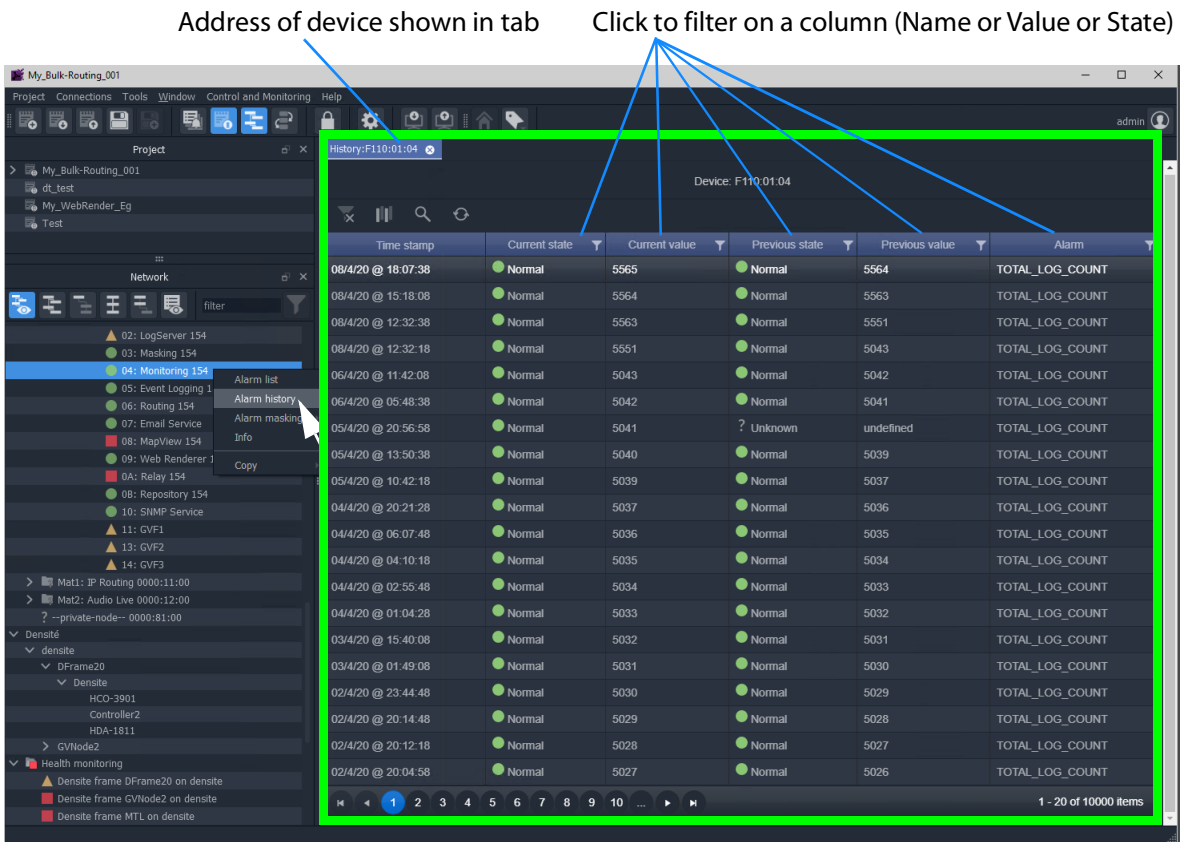 Address of device shown in tab Click to filter on a column (Name or Value or State)
My_Bulk-Routing_001
Project Connections Tools Window Control and Monitoring Help
admin
Project
My_Bulk-Routing_001
dt_test
My_WebRender_Eg
Test
Network
filter
02: LogServer 154
03: Masking 154
04: Monitoring 154
05: Event Logging 1
06: Routing 154
07: Email Service
08: MapView 154
09: Web Renderer 1
0A: Relay 154
0B: Repository 154
10: SNMP Service
11: GVF1
13: GVF2
14: GVF3
Mat1: IP Routing 0000:11:00
Mat2: Audio Live 0000:12:00
? --private-node-- 0000:81:00
Densité
densite
DFrame20
Densite
HCO-3901
Controller2
HDA-1811
GVNode2
Health monitoring
Densite frame DFrame20 on densite
Densite frame GVNode2 on densite
Densite frame MTL on densite
Alarm list
Alarm history
Alarm masking
Info
Copy
History:F110:01:04
Device: F110:01:04
Time stamp Current state Current value Previous state Previous value Alarm
08/4/20 @ 18:07:38 Normal 5565 Normal 5564 TOTAL_LOG_COUNT
08/4/20 @ 15:18:08 Normal 5564 Normal 5563 TOTAL_LOG_COUNT
08/4/20 @ 12:32:38 Normal 5563 Normal 5551 TOTAL_LOG_COUNT
08/4/20 @ 12:32:18 Normal 5551 Normal 5043 TOTAL_LOG_COUNT
06/4/20 @ 11:42:08 Normal 5043 Normal 5042 TOTAL_LOG_COUNT
06/4/20 @ 05:48:38 Normal 5042 Normal 5041 TOTAL_LOG_COUNT
05/4/20 @ 20:56:58 Normal 5041 ? Unknown undefined TOTAL_LOG_COUNT
05/4/20 @ 13:50:38 Normal 5040 Normal 5039 TOTAL_LOG_COUNT
05/4/20 @ 10:42:18 Normal 5039 Normal 5037 TOTAL_LOG_COUNT
04/4/20 @ 20:21:28 Normal 5037 Normal 5036 TOTAL_LOG_COUNT
04/4/20 @ 06:07:48 Normal 5036 Normal 5035 TOTAL_LOG_COUNT
04/4/20 @ 04:10:18 Normal 5035 Normal 5034 TOTAL_LOG_COUNT
04/4/20 @ 02:55:48 Normal 5034 Normal 5033 TOTAL_LOG_COUNT
04/4/20 @ 01:04:28 Normal 5033 Normal 5032 TOTAL_LOG_COUNT
03/4/20 @ 15:40:08 Normal 5032 Normal 5031 TOTAL_LOG_COUNT
03/4/20 @ 01:49:08 Normal 5031 Normal 5030 TOTAL_LOG_COUNT
02/4/20 @ 23:44:48 Normal 5030 Normal 5029 TOTAL_LOG_COUNT
02/4/20 @ 20:14:48 Normal 5029 Normal 5028 TOTAL_LOG_COUNT
02/4/20 @ 20:12:18 Normal 5028 Normal 5027 TOTAL_LOG_COUNT
02/4/20 @ 20:04:58 Normal 5027 Normal 5026 TOTAL_LOG_COUNT
1 2 3 4 5 6 7 8 9 10 ... 1 - 20 of 10000 items